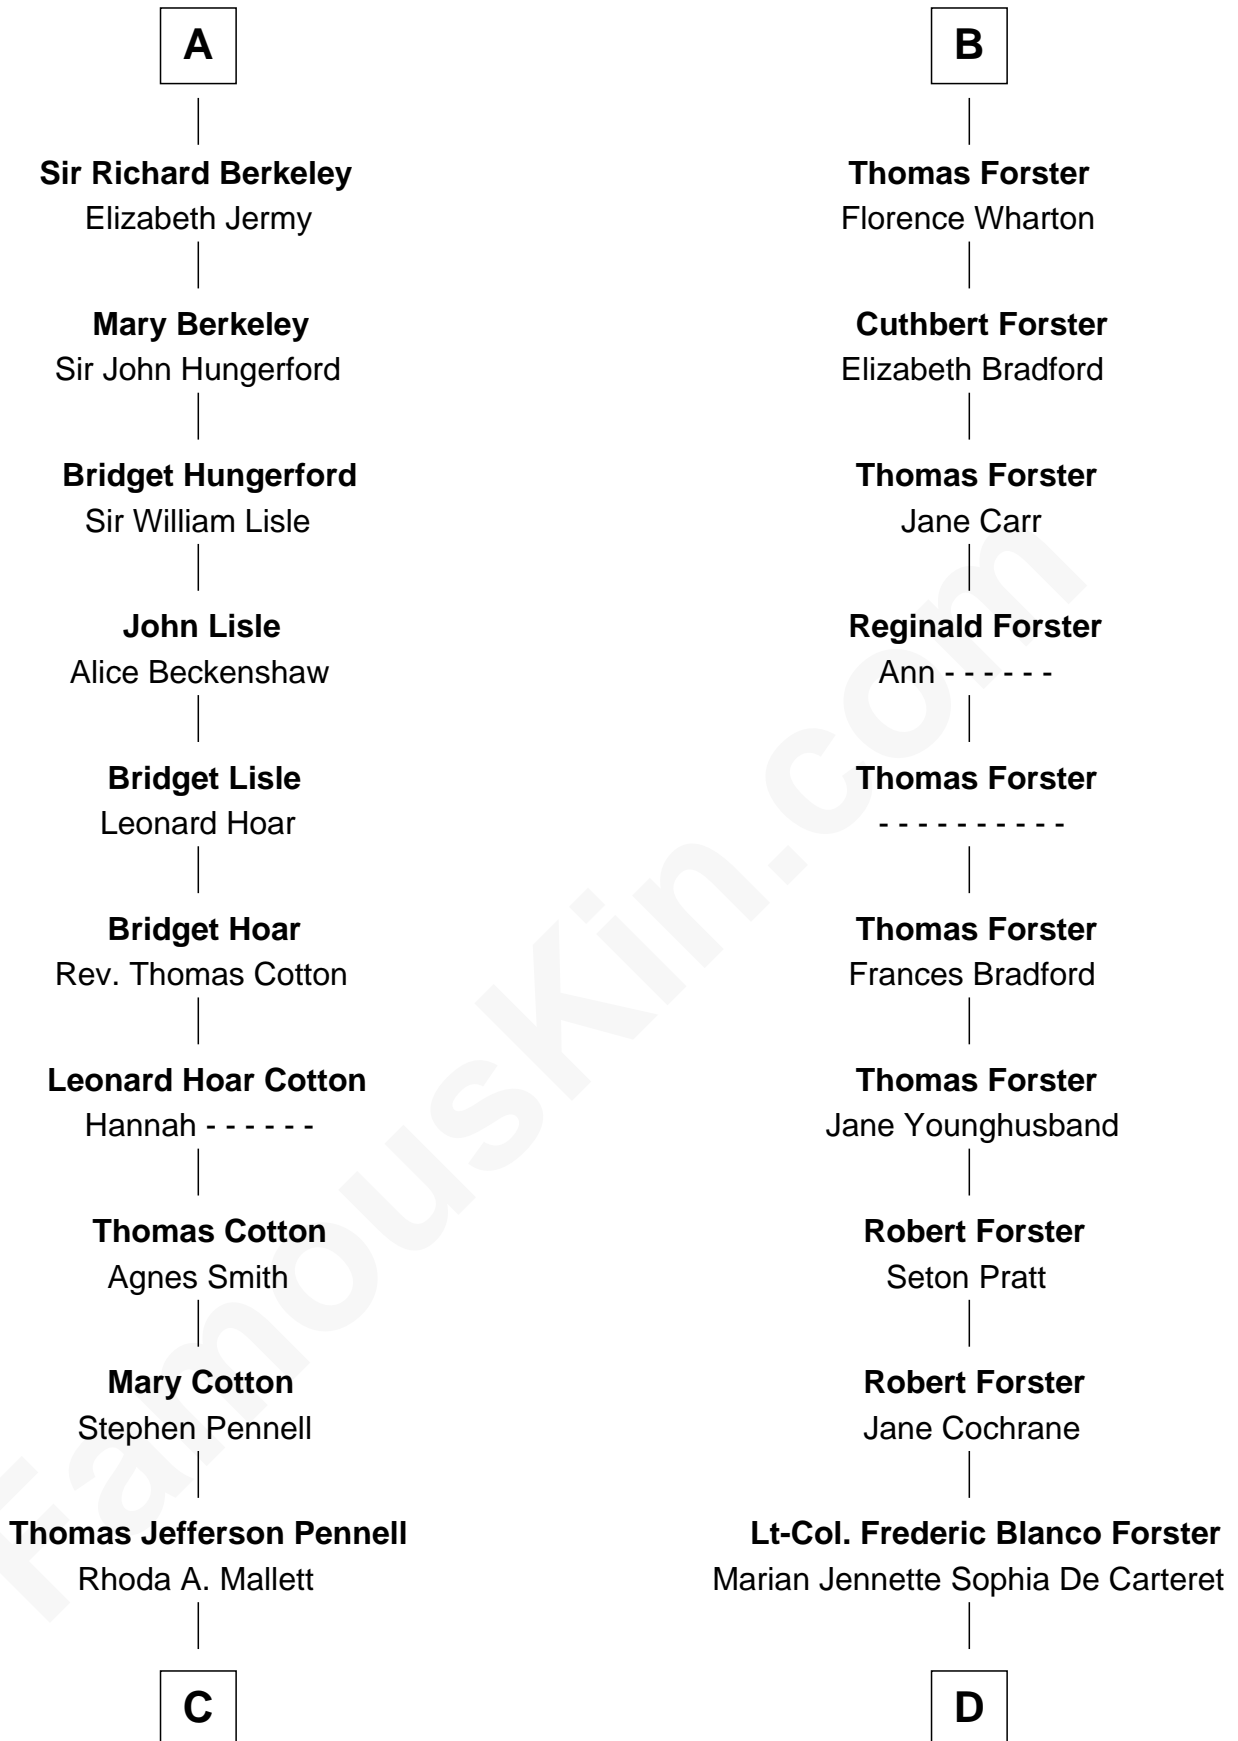 A
Sir Richard Berkeley
Elizabeth Jermy
Mary Berkeley
Sir John Hungerford
Bridget Hungerford
Sir William Lisle
John Lisle
Alice Beckenshaw
Bridget Lisle
Leonard Hoar
Bridget Hoar
Rev. Thomas Cotton
Leonard Hoar Cotton
Hannah - - - - - -
Thomas Cotton
Agnes Smith
Mary Cotton
Stephen Pennell
Thomas Jefferson Pennell
Rhoda A. Mallett
C
B
Thomas Forster
Florence Wharton
Cuthbert Forster
Elizabeth Bradford
Thomas Forster
Jane Carr
Reginald Forster
Ann - - - - - -
Thomas Forster
- - - - - - - - - -
Thomas Forster
Frances Bradford
Thomas Forster
Jane Younghusband
Robert Forster
Seton Pratt
Robert Forster
Jane Cochrane
Lt-Col. Frederic Blanco Forster
Marian Jennette Sophia De Carteret
D
FamousKin.com